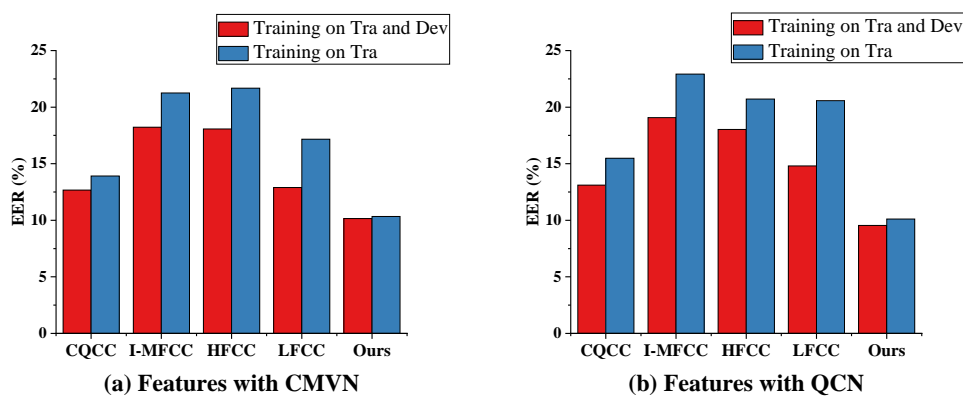 Training on Tra and Dev
Training on Tra
25
20
15
10
5
0
EER (%)
CQCC I-MFCC HFCC LFCC Ours
(a) Features with CMVN
Training on Tra and Dev
Training on Tra
25
20
15
10
5
0
EER (%)
CQCC I-MFCC HFCC LFCC Ours
(b) Features with QCN